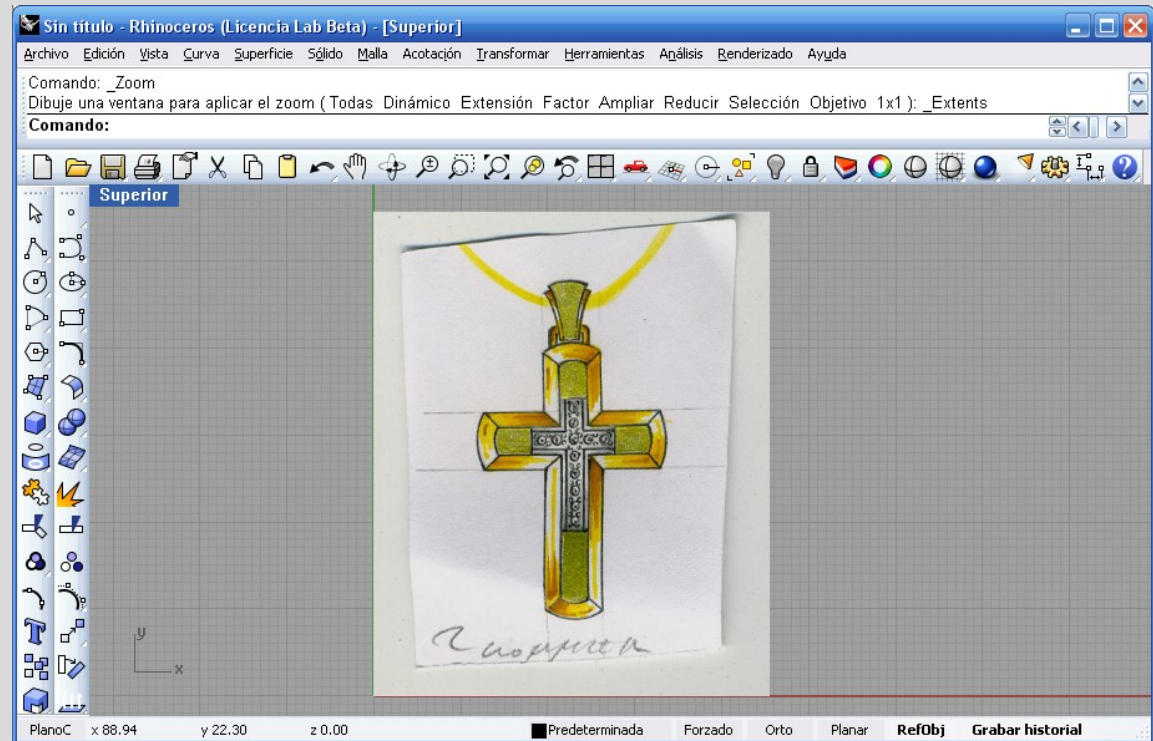 Sin título - Rhinoceros (Licencia Lab Beta) - [Superior]
Archivo Edición Vista Curva Superficie Sólido Malla Acotación Transformar Herramientas Análisis Renderizado Ayuda
Comando: _Zoom
Dibuje una ventana para aplicar el zoom ( Todas Dinámico Extensión Factor Ampliar Reducir Selección Objetivo 1x1 ): _Extents
Comando:
Superior
y
x
PlanoC x 88.94 y 22.30 z 0.00 Predeterminada Forzado Orto Planar RefObj Grabar historial